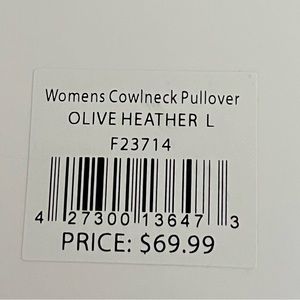 Womens Cowlneck Pullover
OLIVE HEATHER L
F23714
4 27300 13647 3
PRICE: $69.99